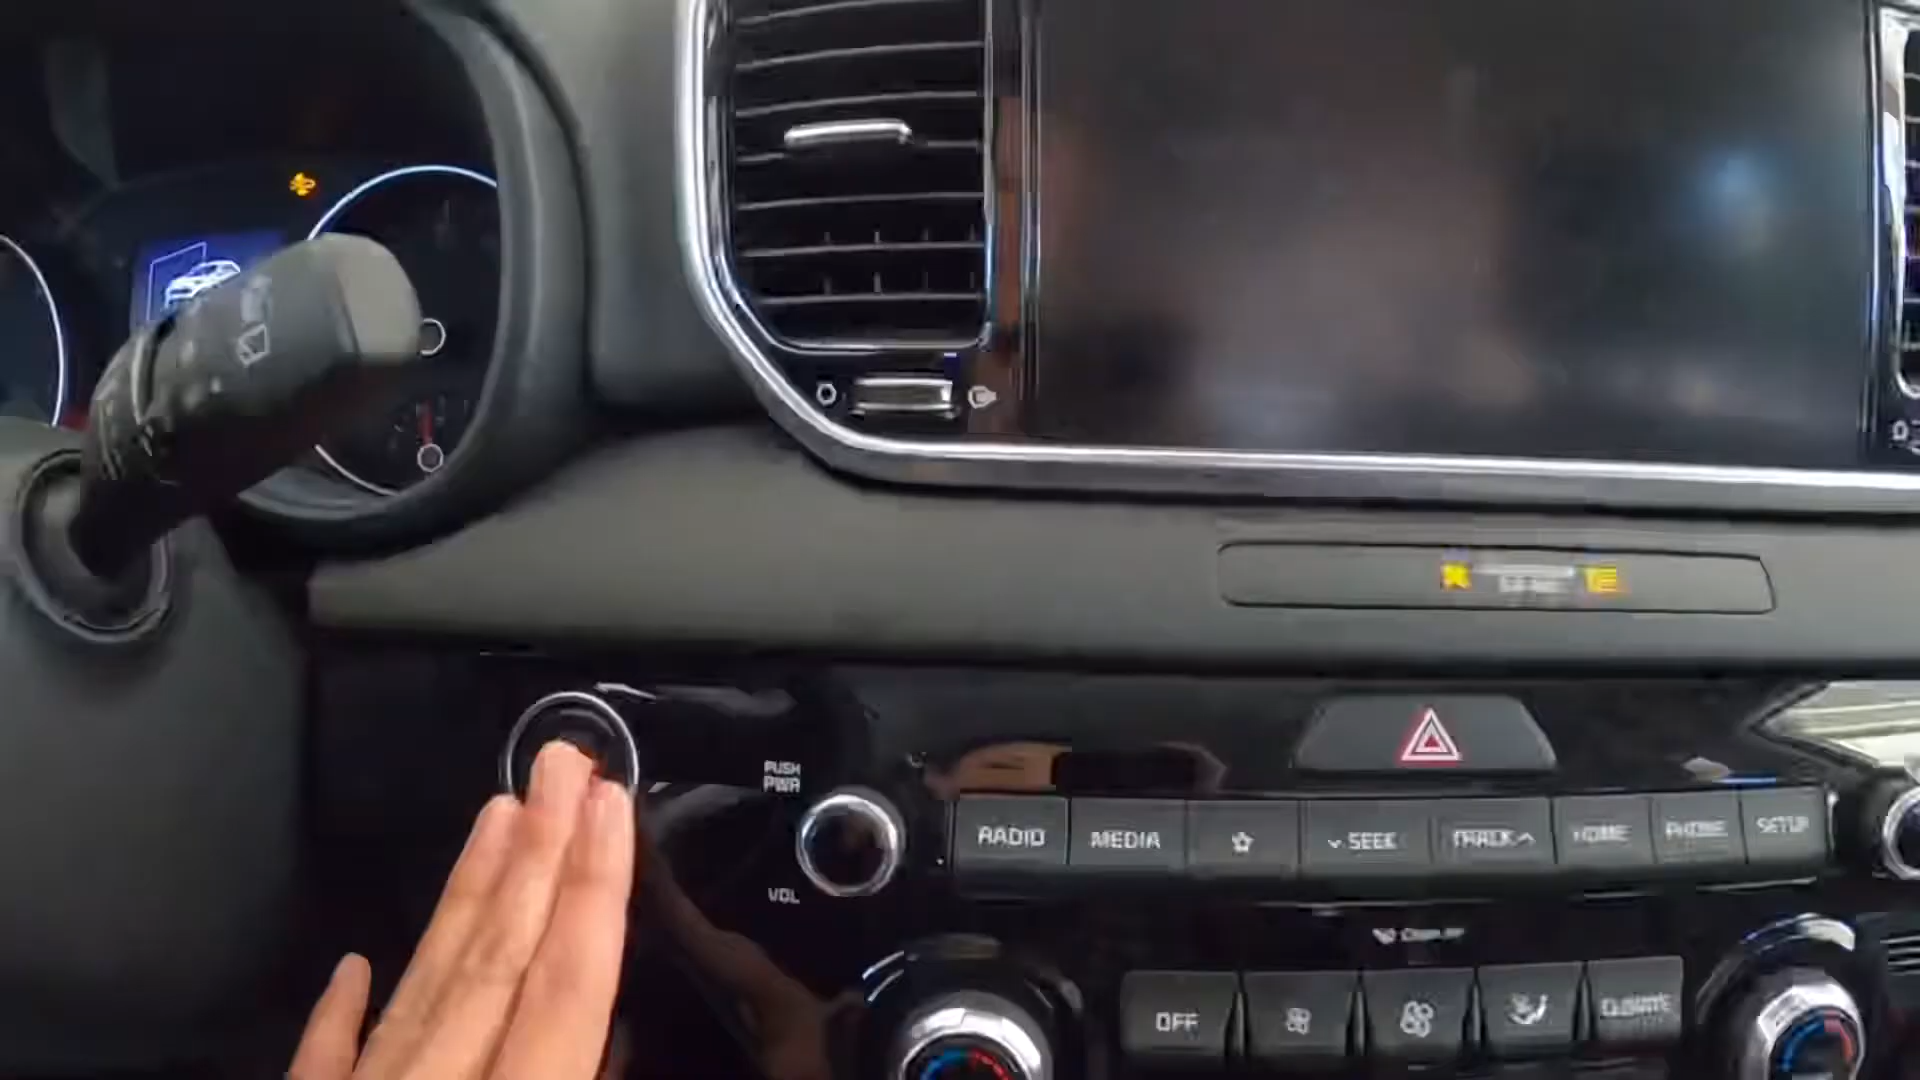 PUSH
PWR
VOL
RADIO
MEDIA
SEEK
TRACK
HOME
PHONE
SETUP
OFF
CLIMATE